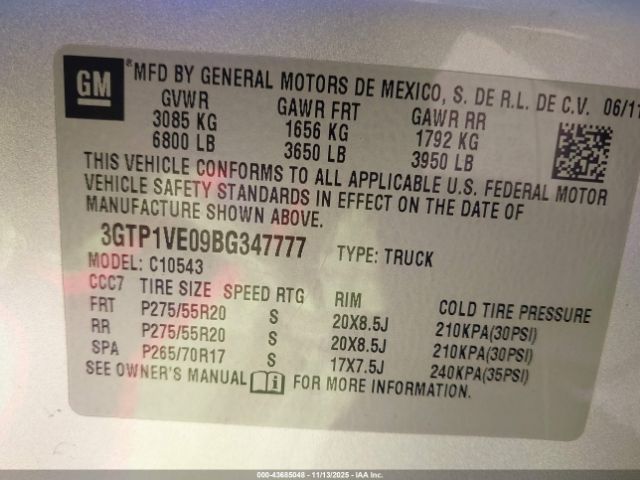 GM
®MFD BY GENERAL MOTORS DE MEXICO, S. DE R.L. DE C.V. 06/11
GVWR GAWR FRT GAWR RR
3085 KG 1656 KG 1792 KG
6800 LB 3650 LB 3950 LB
THIS VEHICLE CONFORMS TO ALL APPLICABLE U.S. FEDERAL MOTOR
VEHICLE SAFETY STANDARDS IN EFFECT ON THE DATE OF
MANUFACTURE SHOWN ABOVE.
3GTP1VE09BG347777 TYPE: TRUCK
MODEL: C10543
CCC7 TIRE SIZE SPEED RTG RIM COLD TIRE PRESSURE
FRT P275/55R20 S 20X8.5J 210KPA(30PSI)
RR P275/55R20 S 20X8.5J 210KPA(30PSI)
SPA P265/70R17 S 17X7.5J 240KPA(35PSI)
SEE OWNER'S MANUAL FOR MORE INFORMATION.
000-43685048 - 11/13/2025 - IAA Inc.